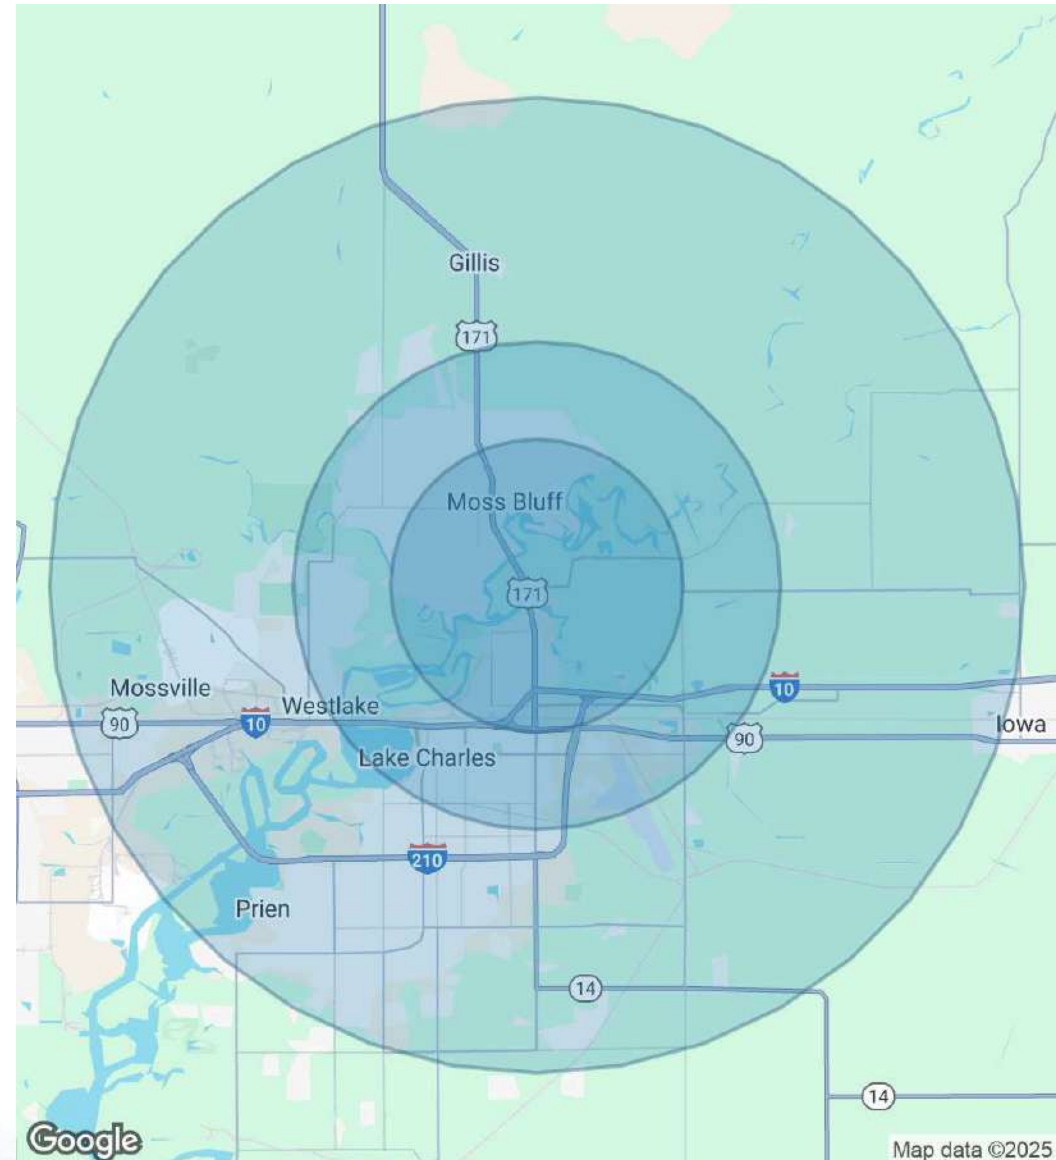 Gillis
171
Moss Bluff
171
Mossville
Westlake
10
90
10
Iowa
90
Lake Charles
210
Prien
14
14
Google
Map data ©2025